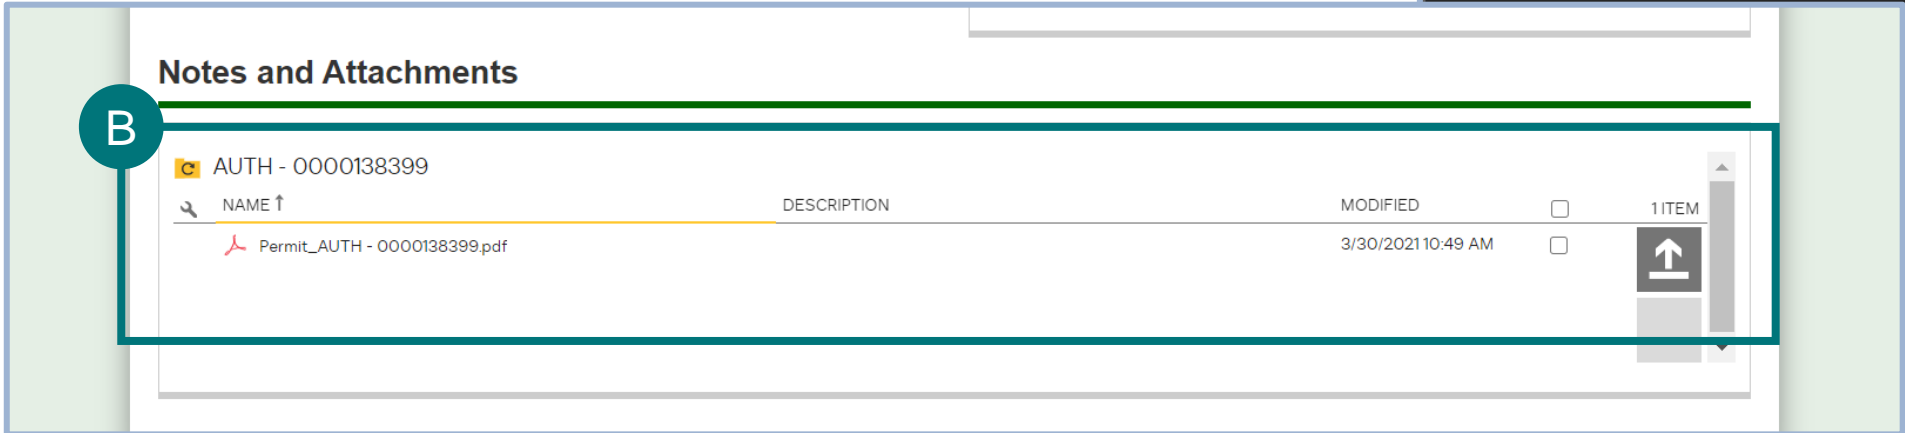 Notes and Attachments
B
AUTH - 0000138399
NAME↑ DESCRIPTION MODIFIED 1 ITEM
Permit_AUTH - 0000138399.pdf 3/30/2021 10:49 AM